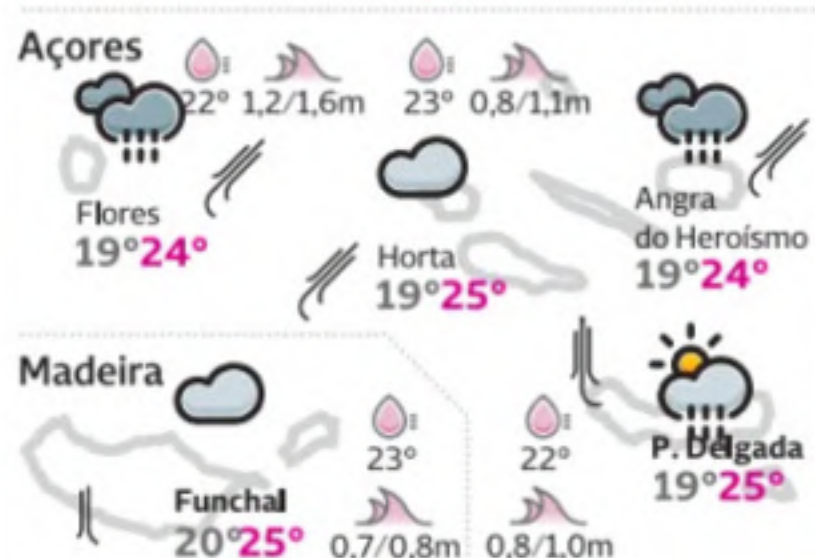 Açores
22° 1,2/1,6m
23° 0,8/1,1m
Flores
19° 24°
Horta
19° 25°
Angra
do Heroísmo
19° 24°
Madeira
Funchal
20° 25°
23°
0,7/0,8m
22°
0,8/1,0m
P. Delgada
19° 25°